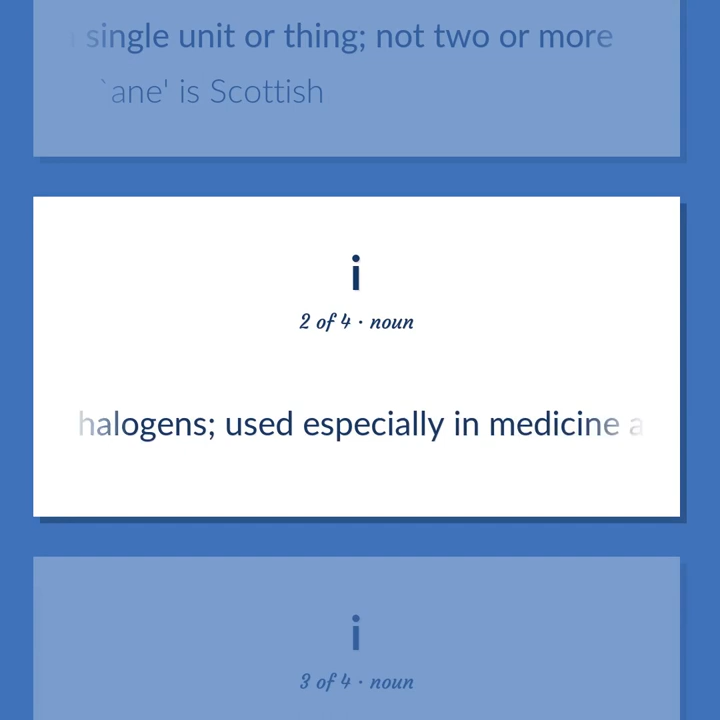 single unit or thing; not two or more
`ane' is Scottish
i
2 of 4 · noun
halogens; used especially in medicine a
i
3 of 4 · noun